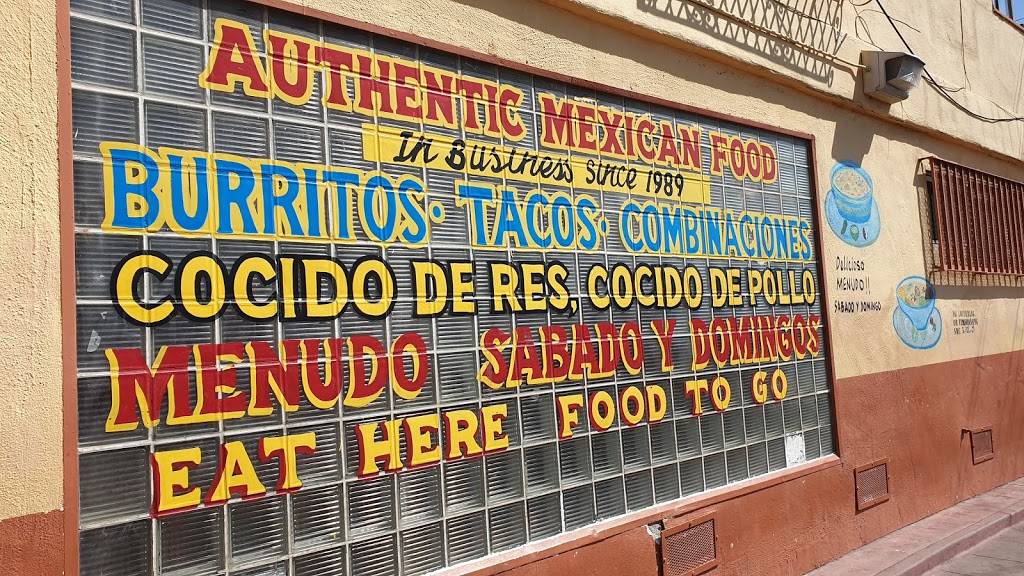 AUTHENTIC MEXICAN FOOD
In Business Since 1989
BURRITOS · TACOS · COMBINACIONES
COCIDO DE RES, COCIDO DE POLLO
MENUDO SABADO Y DOMINGOS
EAT HERE FOOD TO GO
Delicioso
MENUDO!!
SABADO Y DOMINGO